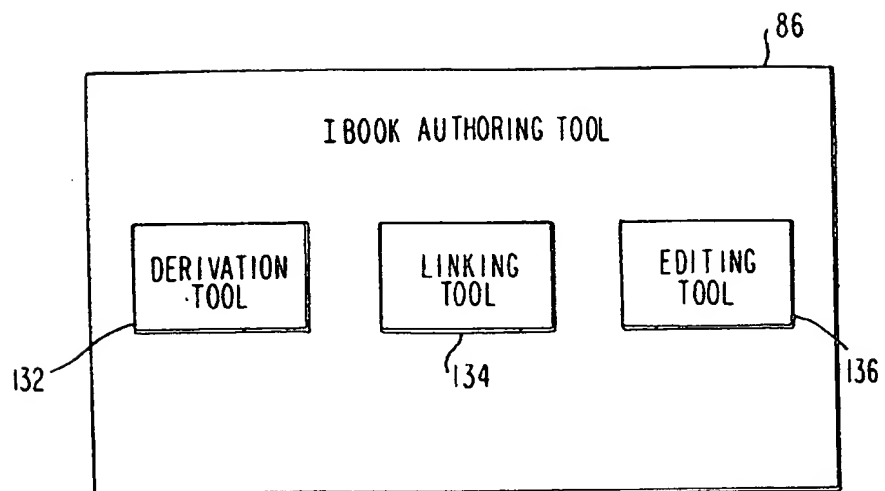 86
IBOOK AUTHORING TOOL
DERIVATION
TOOL
LINKING
TOOL
EDITING
TOOL
132
134
136